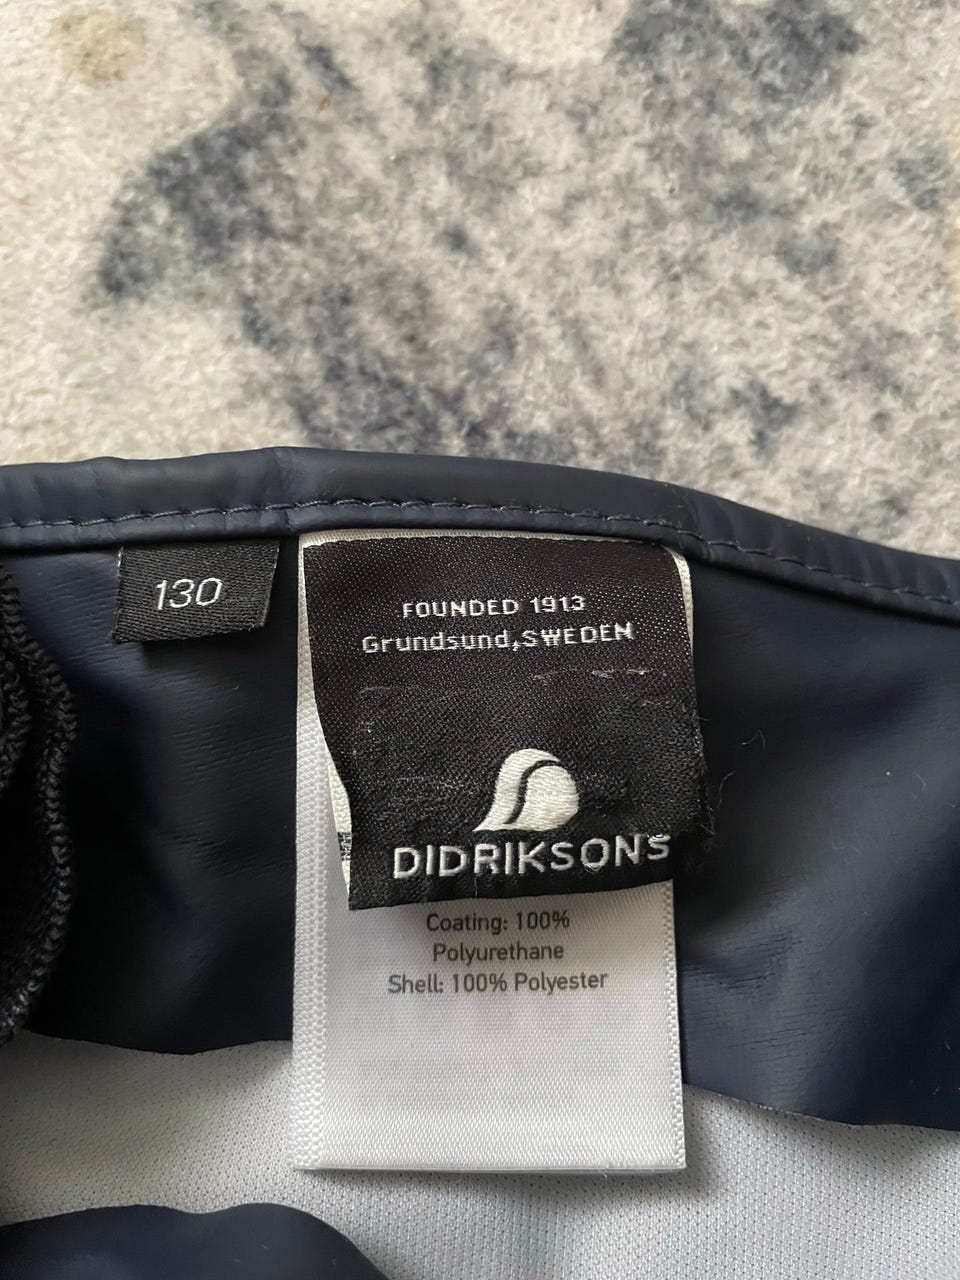 130
FOUNDED 1913
Grundsund,SWEDEN
DIDRIKSONS
Coating: 100%
Polyurethane
Shell: 100% Polyester